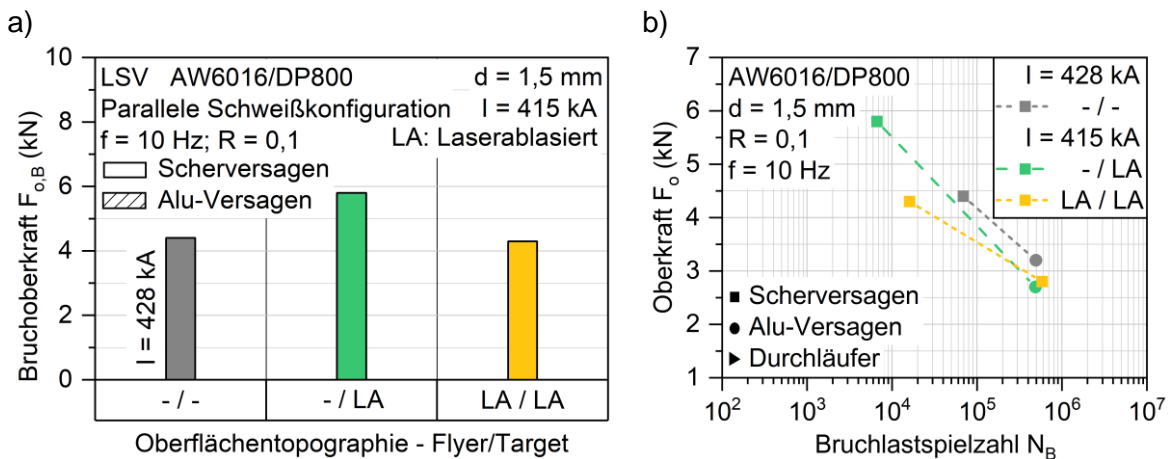 a)
10
8
6
4
2
0
Bruchoberkraft F_o,B (kN)
LSV AW6016/DP800 d = 1,5 mm
Parallele Schweißkonfiguration I = 415 kA
f = 10 Hz; R = 0,1 LA: Laserablasiert
Scherversagen
Alu-Versagen
I = 428 kA
- / - - / LA LA / LA
Oberflächentopographie - Flyer/Target
b)
7
6
5
4
3
2
1
Oberkraft F_o (kN)
AW6016/DP800
d = 1,5 mm
R = 0,1
f = 10 Hz
I = 428 kA
- / -
I = 415 kA
- / LA
LA / LA
Scherversagen
Alu-Versagen
Durchläufer
10^2 10^3 10^4 10^5 10^6 10^7
Bruchlastspielzahl N_B